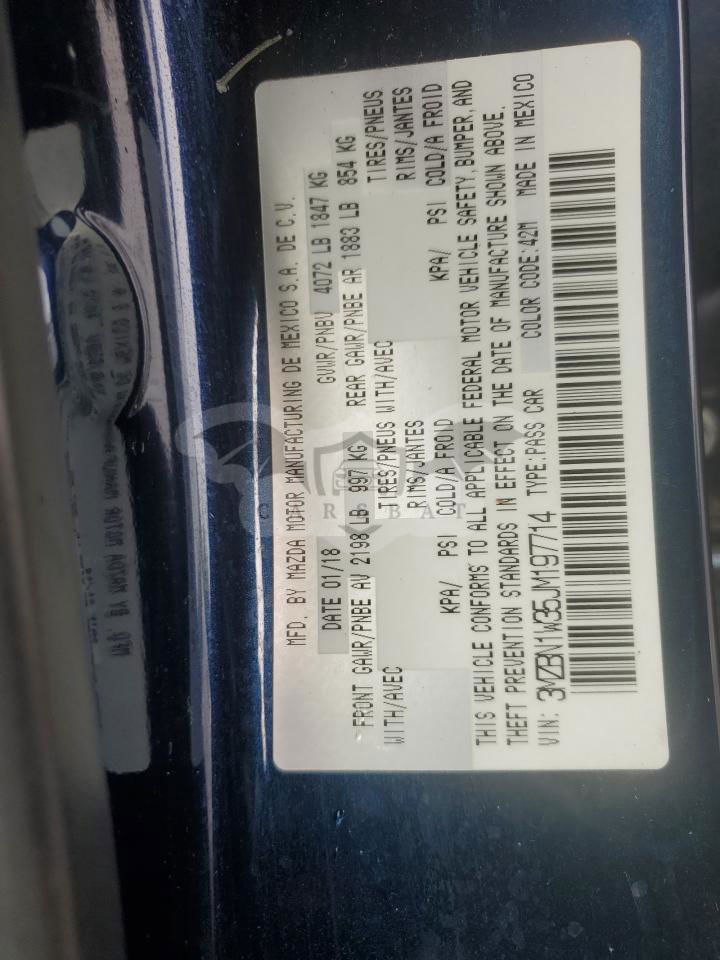 MFD. BY MAZDA MOTOR MANUFACTURING DE MEXICO S.A. DE C.V.
DATE 01/18 GVWR/PNBV 4072 LB 1847 KG
FRONT GAWR/PNBE AV 2198 LB 997 KG REAR GAWR/PNBE AR 1883 LB 854 KG
WITH/AVEC TIRES/PNEUS WITH/AVEC TIRES/PNEUS
RIMS/JANTES RIMS/JANTES
KPA/ PSI COLD/A FROID KPA/ PSI COLD/A FROID
THIS VEHICLE CONFORMS TO ALL APPLICABLE FEDERAL MOTOR VEHICLE SAFETY, BUMPER, AND
THEFT PREVENTION STANDARDS IN EFFECT ON THE DATE OF MANUFACTURE SHOWN ABOVE.
VIN: 3MZBN1W35JM197714 TYPE:PASS CAR COLOR CODE:42M MADE IN MEXICO
CARSBAT